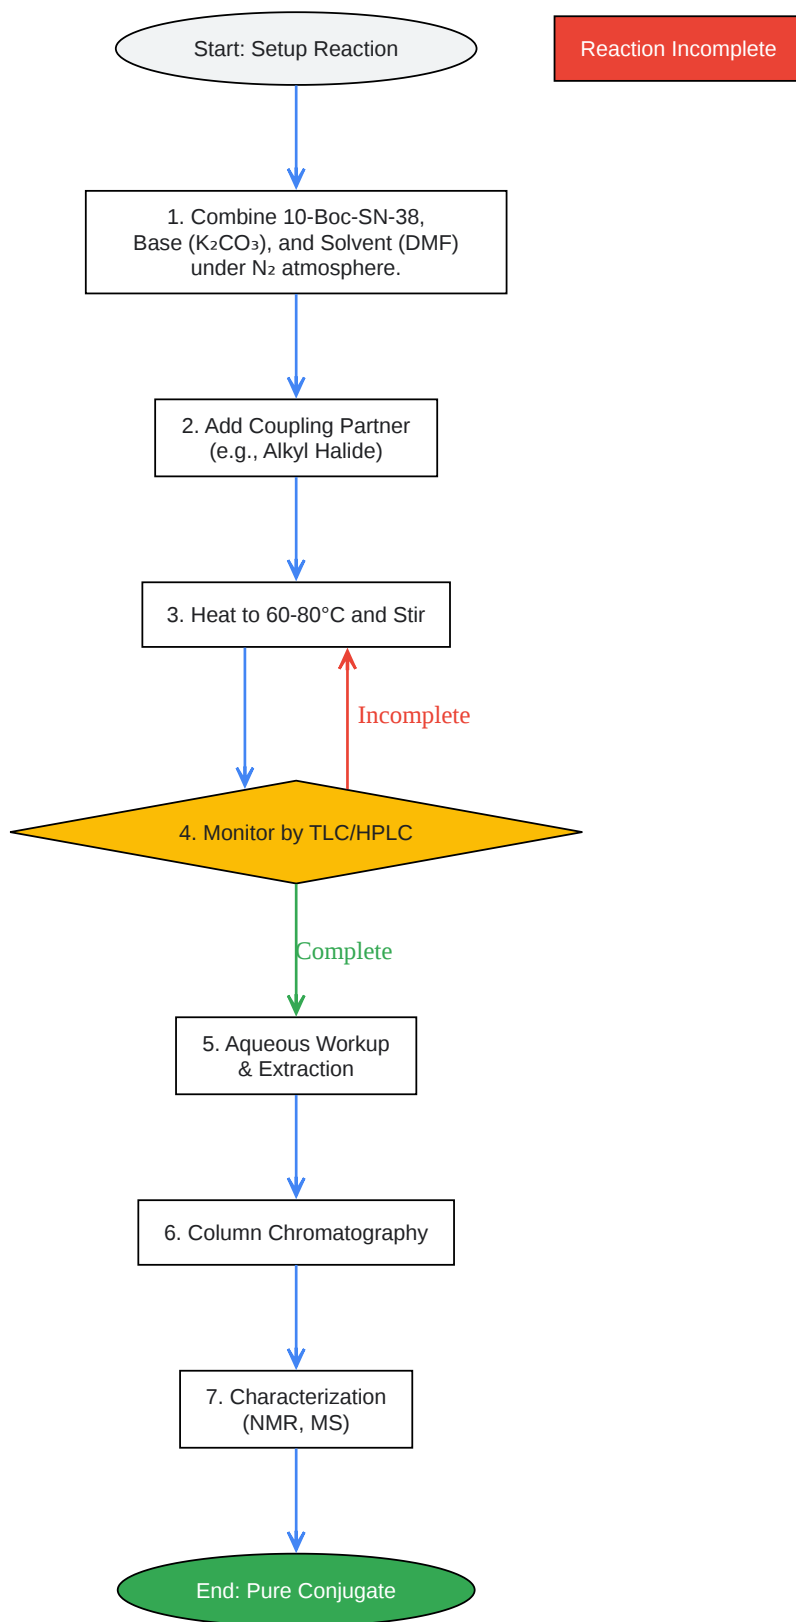 Start: Setup Reaction
Reaction Incomplete
1. Combine 10-Boc-SN-38,
Base (K₂CO₃), and Solvent (DMF)
under N₂ atmosphere.
2. Add Coupling Partner
(e.g., Alkyl Halide)
3. Heat to 60-80°C and Stir
Incomplete
4. Monitor by TLC/HPLC
Complete
5. Aqueous Workup
& Extraction
6. Column Chromatography
7. Characterization
(NMR, MS)
End: Pure Conjugate